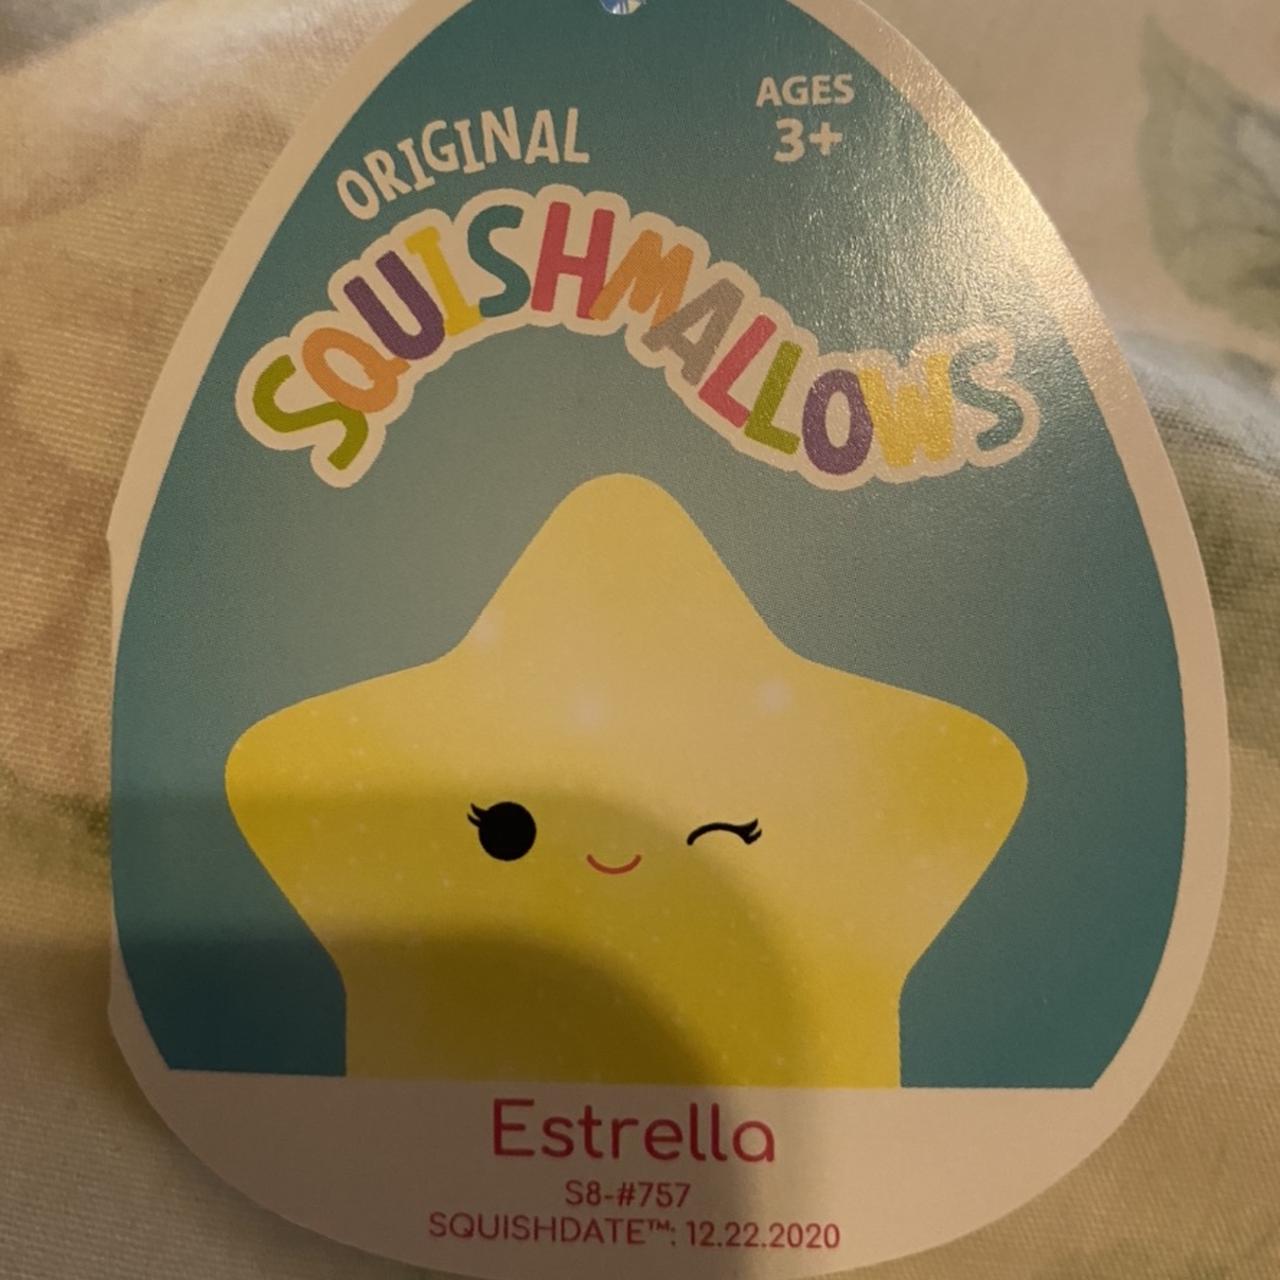 ORIGINAL
AGES
3+
SQUISHMALLOWS
Estrella
S8-#757
SQUISHDATE™: 12.22.2020